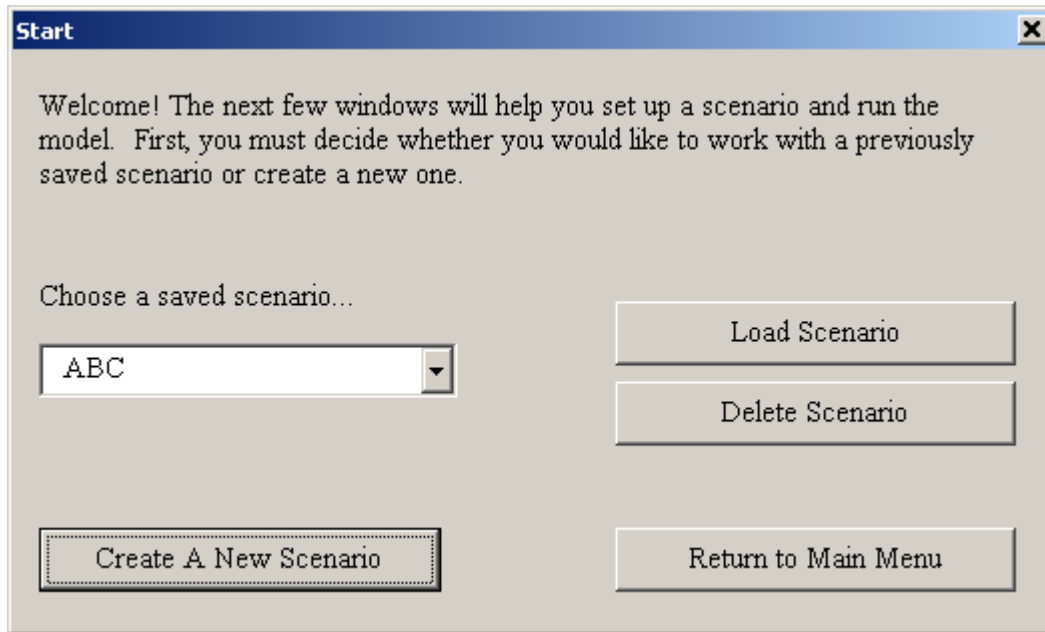 Start
Welcome! The next few windows will help you set up a scenario and run the
model.  First, you must decide whether you would like to work with a previously
saved scenario or create a new one.
Choose a saved scenario...
Load Scenario
ABC
Delete Scenario
Create A New Scenario
Return to Main Menu